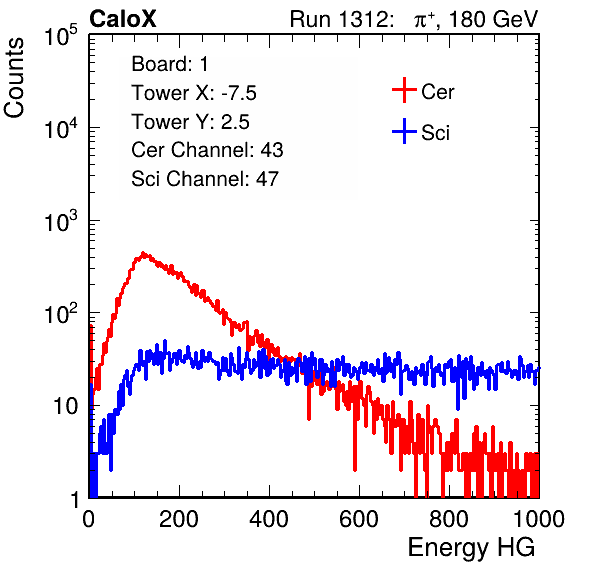 CaloX Run 1312: π⁺, 180 GeV
Counts
Board: 1
Tower X: -7.5
Tower Y: 2.5
Cer Channel: 43
Sci Channel: 47
Cer
Sci
10⁵
10⁴
10³
10²
10
1
0 200 400 600 800 1000
Energy HG